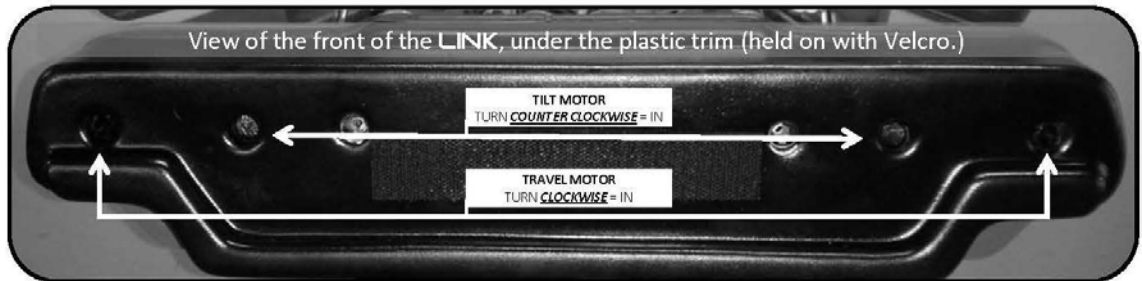 View of the front of the LINK, under the plastic trim (held on with Velcro.)
TILT MOTOR
TURN COUNTER CLOCKWISE = IN
TRAVEL MOTOR
TURN CLOCKWISE = IN